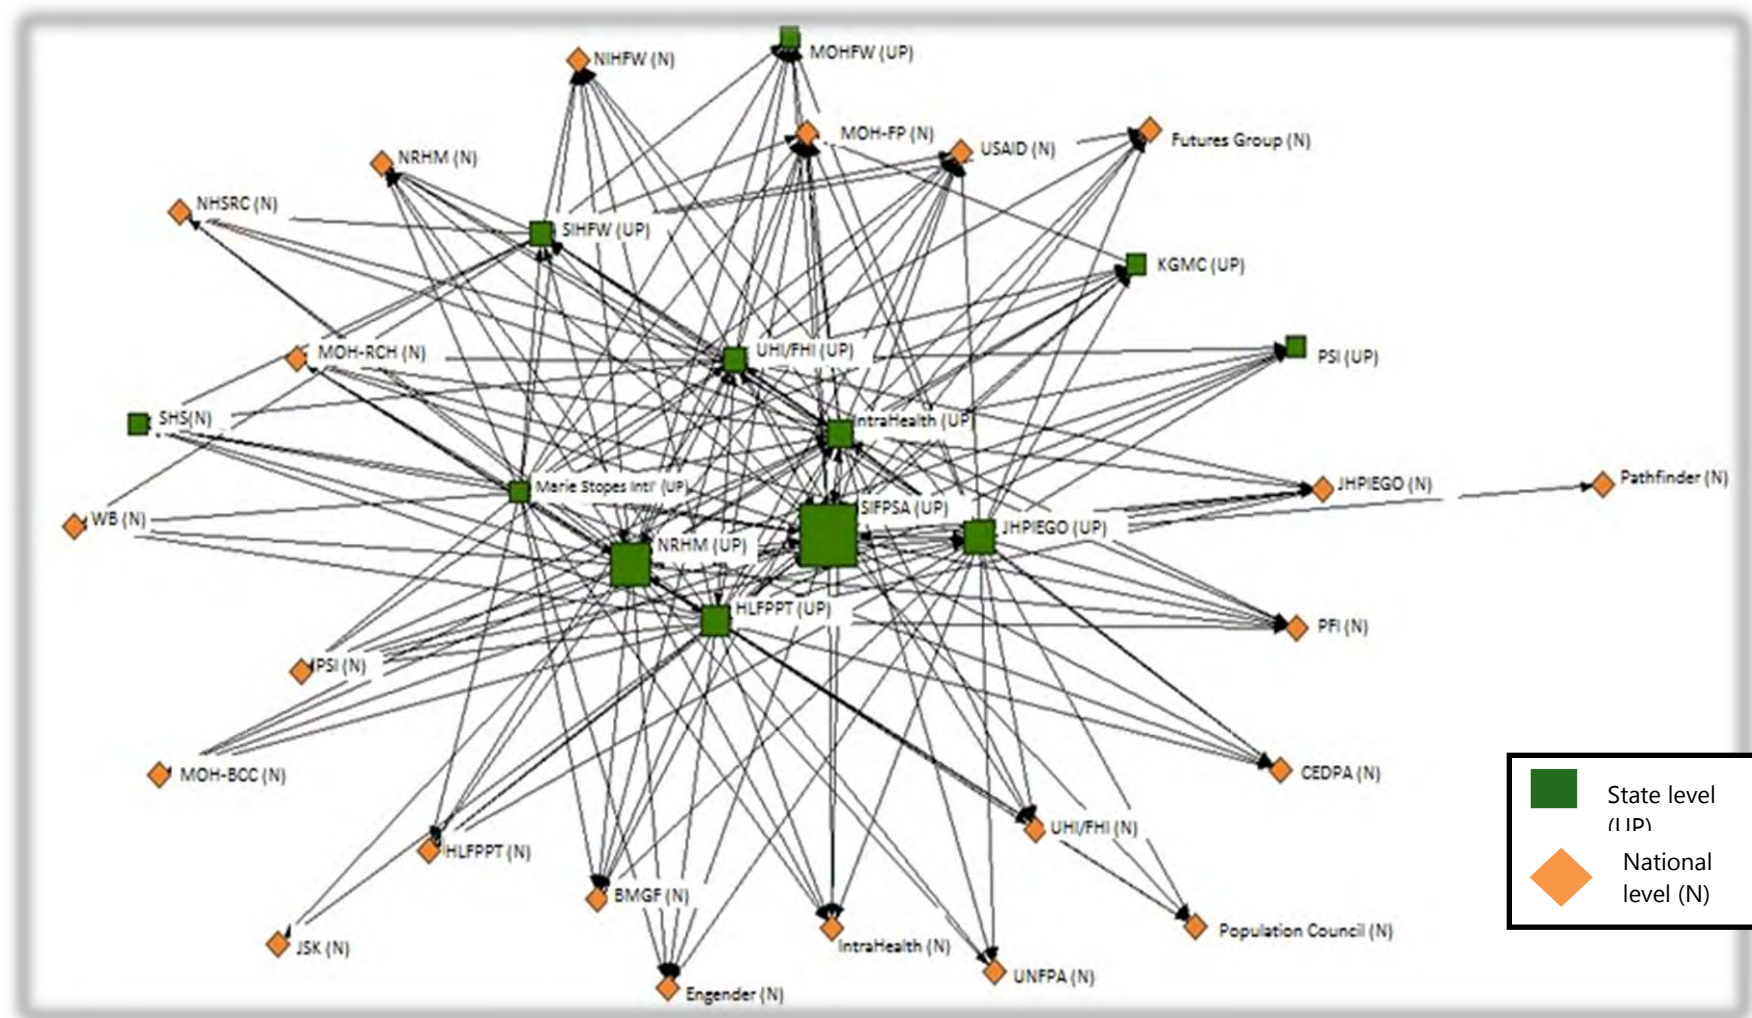 MOHFW (UP)
NIHFW (N)
MOH-FP (N)
USAID (N)
Futures Group (N)
NRHM (N)
NHSRC (N)
SIHFW (UP)
KGMC (UP)
MOH-RCH (N)
UHI/FHI (UP)
PSI (UP)
SHS(N)
IntraHealth (UP)
Marie Stopes Intl' (UP)
JHPIEGO (N)
Pathfinder (N)
WB (N)
SIFPSA (UP)
JHPIEGO (UP)
NRHM (UP)
HLFPPT (UP)
PFI (N)
PSI (N)
MOH-BCC (N)
CEDPA (N)
UHI/FHI (N)
HLFPPT (N)
BMGF (N)
Population Council (N)
IntraHealth (N)
JSK (N)
UNFPA (N)
Engender (N)
State level
(UP)
National
level (N)